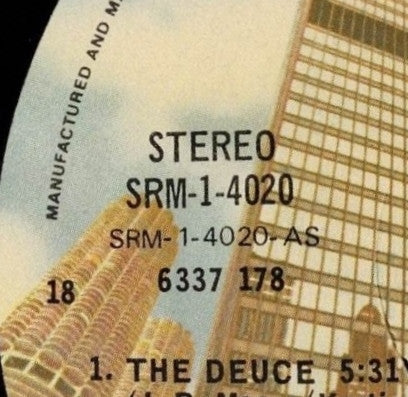 MANUFACTURED AND
STEREO
SRM-1-4020
SRM-1-4020-AS
6337 178
18
1. THE DEUCE 5:31